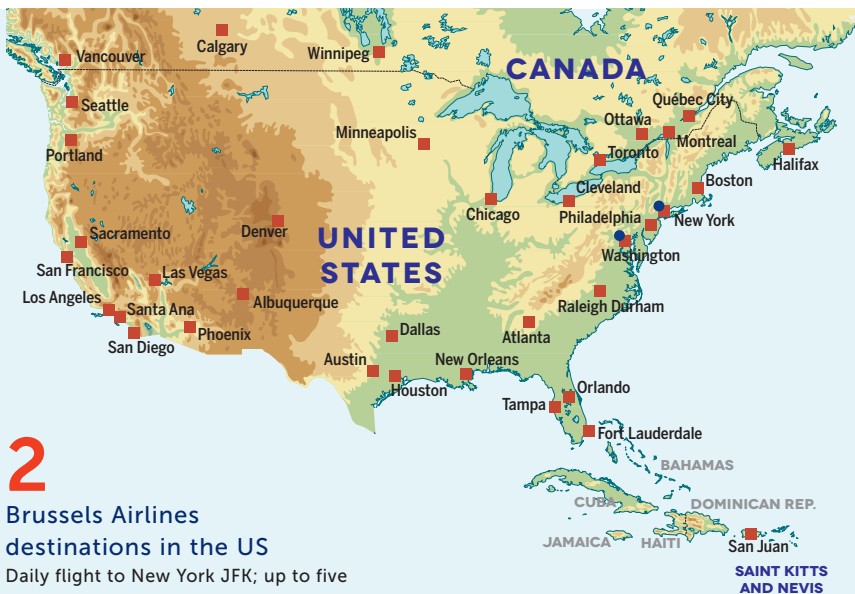 Vancouver
Calgary
Winnipeg
CANADA
Seattle
Québec City
Ottawa
Minneapolis
Montreal
Portland
Toronto
Halifax
Boston
Cleveland
Chicago
Philadelphia
New York
Denver
Sacramento
UNITED
STATES
Washington
San Francisco
Las Vegas
Los Angeles
Santa Ana
Albuquerque
Raleigh Durham
Phoenix
Dallas
Atlanta
San Diego
Austin
New Orleans
Houston
Orlando
Tampa
Fort Lauderdale
BAHAMAS
CUBA
DOMINICAN REP.
JAMAICA
HAITI
San Juan
SAINT KITTS
AND NEVIS
2
Brussels Airlines
destinations in the US
Daily flight to New York JFK; up to five